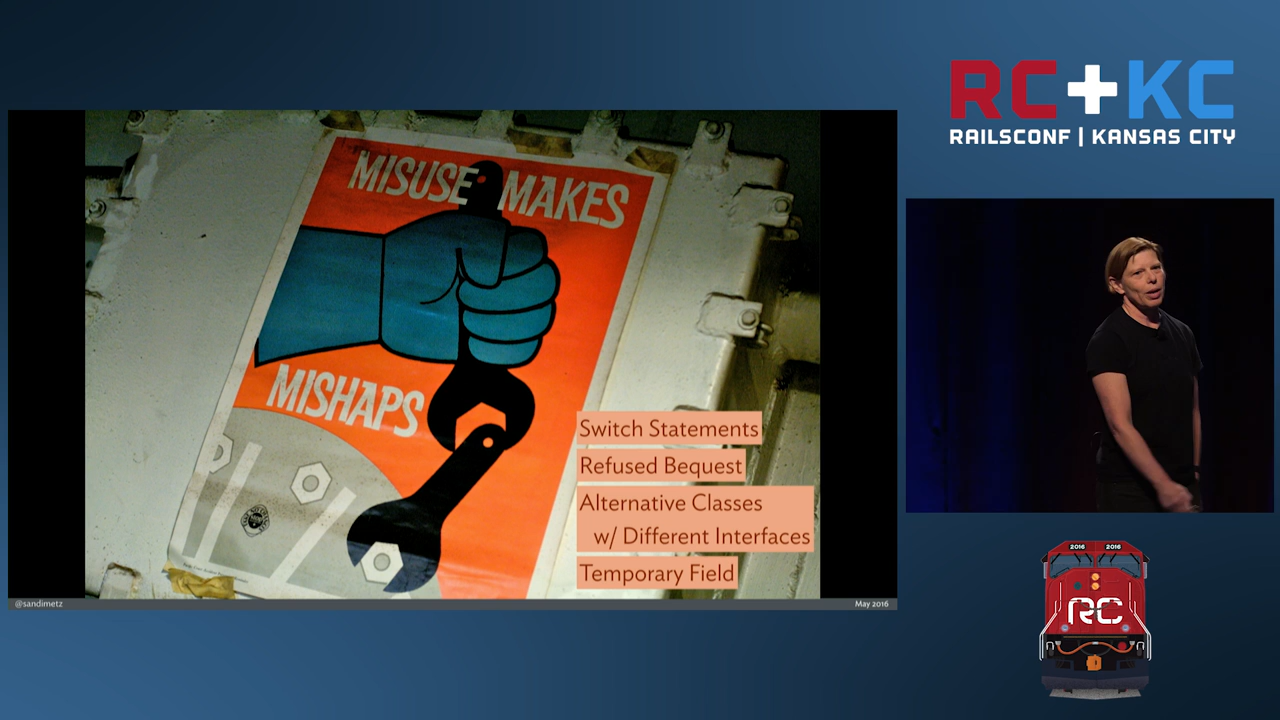 RC+KC
RAILSCONF | KANSAS CITY
MISUSE MAKES
MISHAPS
Switch Statements
Refused Bequest
Alternative Classes
w/ Different Interfaces
Temporary Field
@sandimetz
May 2016
2016 2016
RC